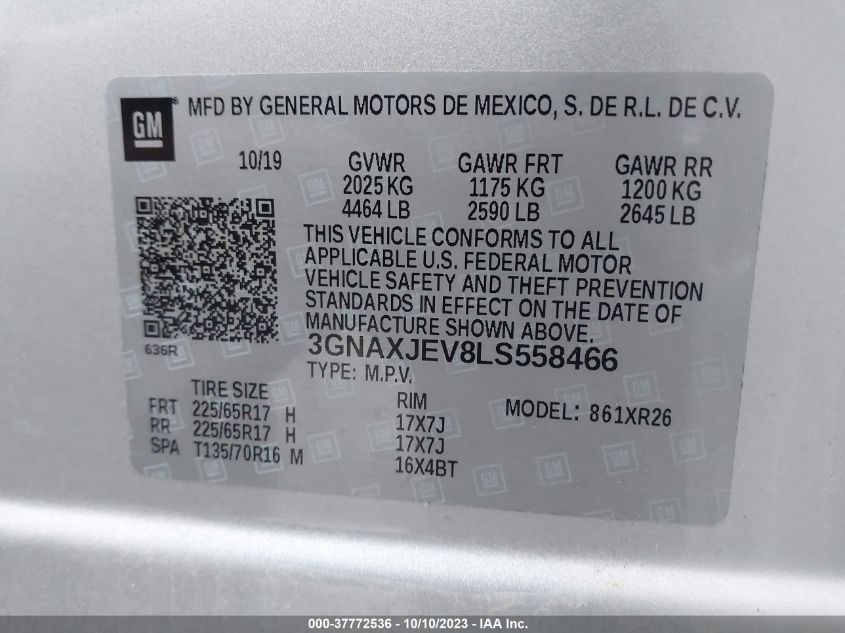 GM ® MFD BY GENERAL MOTORS DE MEXICO, S. DE R.L. DE C.V.
10/19 GVWR GAWR FRT GAWR RR
2025 KG 1175 KG 1200 KG
4464 LB 2590 LB 2645 LB
THIS VEHICLE CONFORMS TO ALL
APPLICABLE U.S. FEDERAL MOTOR
VEHICLE SAFETY AND THEFT PREVENTION
STANDARDS IN EFFECT ON THE DATE OF
MANUFACTURE SHOWN ABOVE.
636R
3GNAXJEV8LS558466
TYPE: M.P.V.
TIRE SIZE RIM MODEL: 861XR26
FRT 225/65R17 H 17X7J
RR 225/65R17 H 17X7J
SPA T135/70R16 M 16X4BT
000-37772536 - 10/10/2023 - IAA Holdings, LLC.